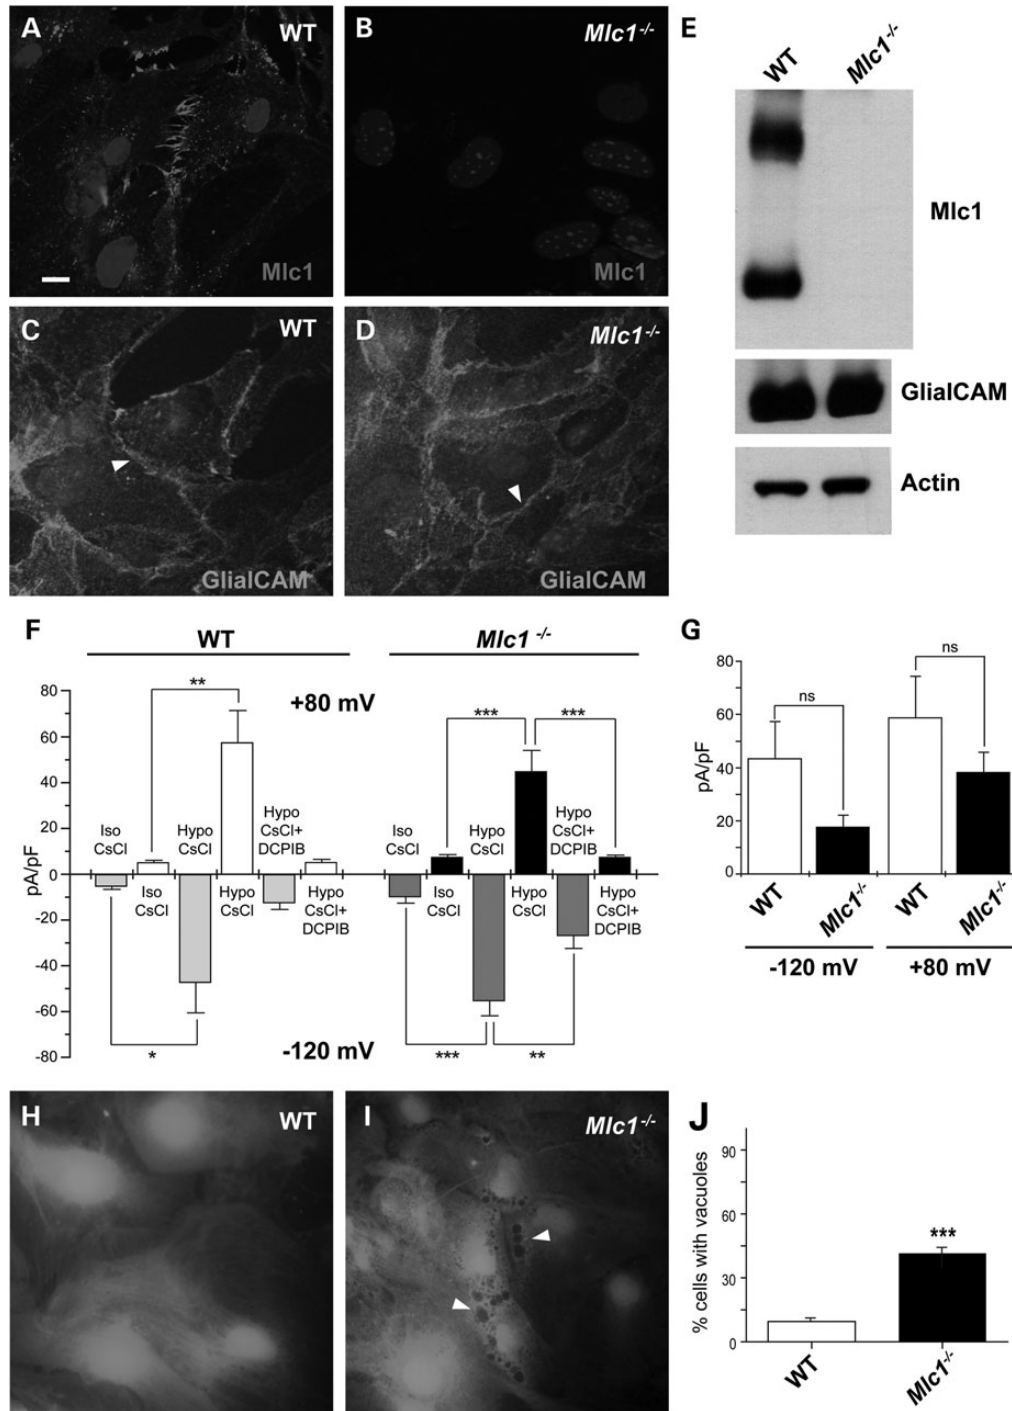 A
WT
Mlc1
B
Mlc1-/-
Mlc1
C
WT
GlialCAM
D
Mlc1-/-
GlialCAM
E
WT
Mlc1-/-
Mlc1
GlialCAM
Actin
F
WT
Mlc1 -/-
pA/pF
80
60
40
20
0
-20
-40
-60
-80
**
+80 mV
***
***
Iso
CsCl
Iso
CsCl
Hypo
CsCl
Hypo
CsCl
Hypo
CsCl+
DCPIB
Hypo
CsCl+
DCPIB
Iso
CsCl
Iso
CsCl
Hypo
CsCl
Hypo
CsCl
Hypo
CsCl+
DCPIB
Hypo
CsCl+
DCPIB
*
-120 mV
***
**
G
pA/pF
80
60
40
20
0
ns
ns
WT
Mlc1-/-
WT
Mlc1-/-
-120 mV
+80 mV
H
WT
I
Mlc1-/-
J
% cells with vacuoles
90
60
30
0
***
WT
Mlc1-/-